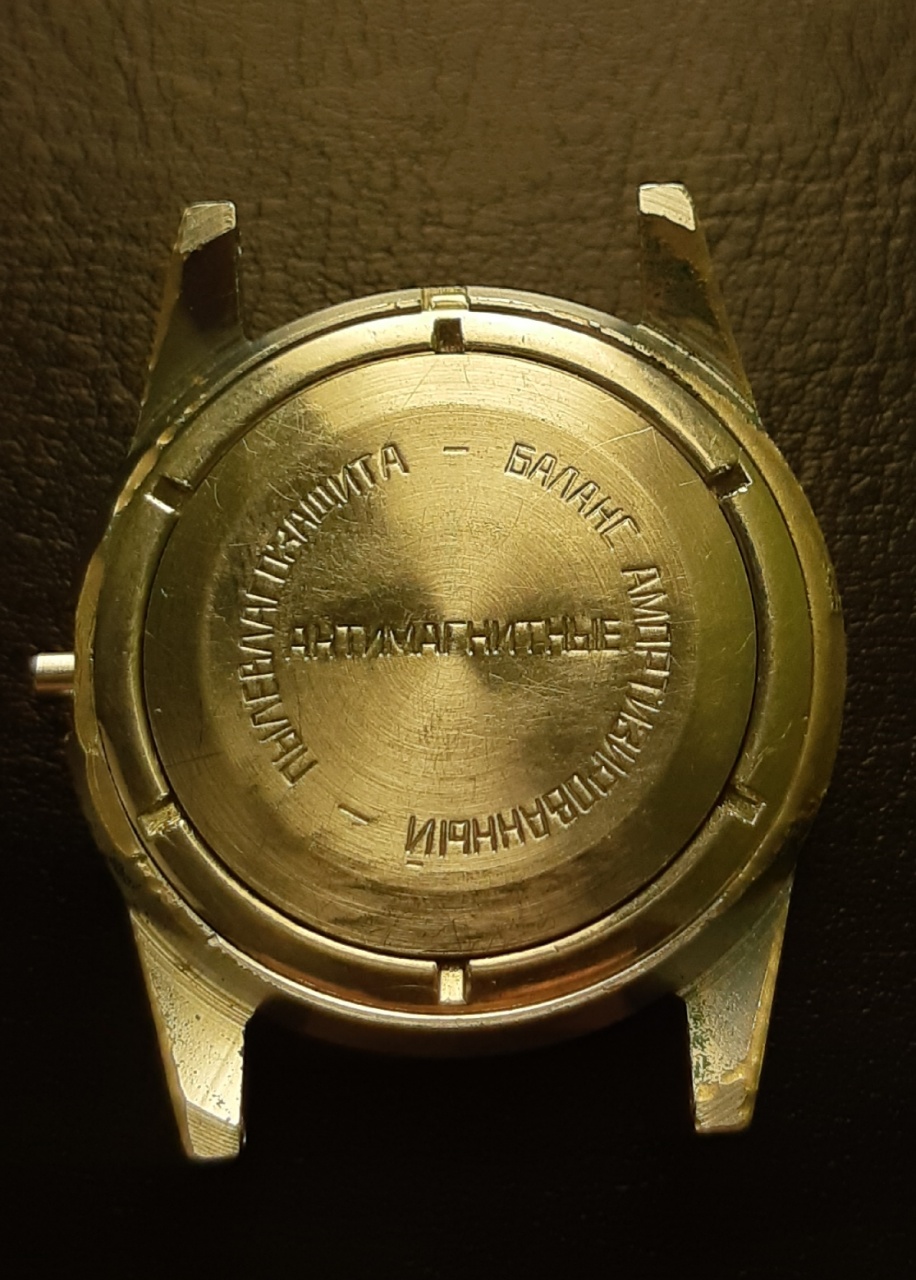 ПЫЛЕВЛАГОЗАЩИТА - БАЛАНС АМОРТИЗИРОВАННЫЙ -
АНТИМАГНИТНЫЕ